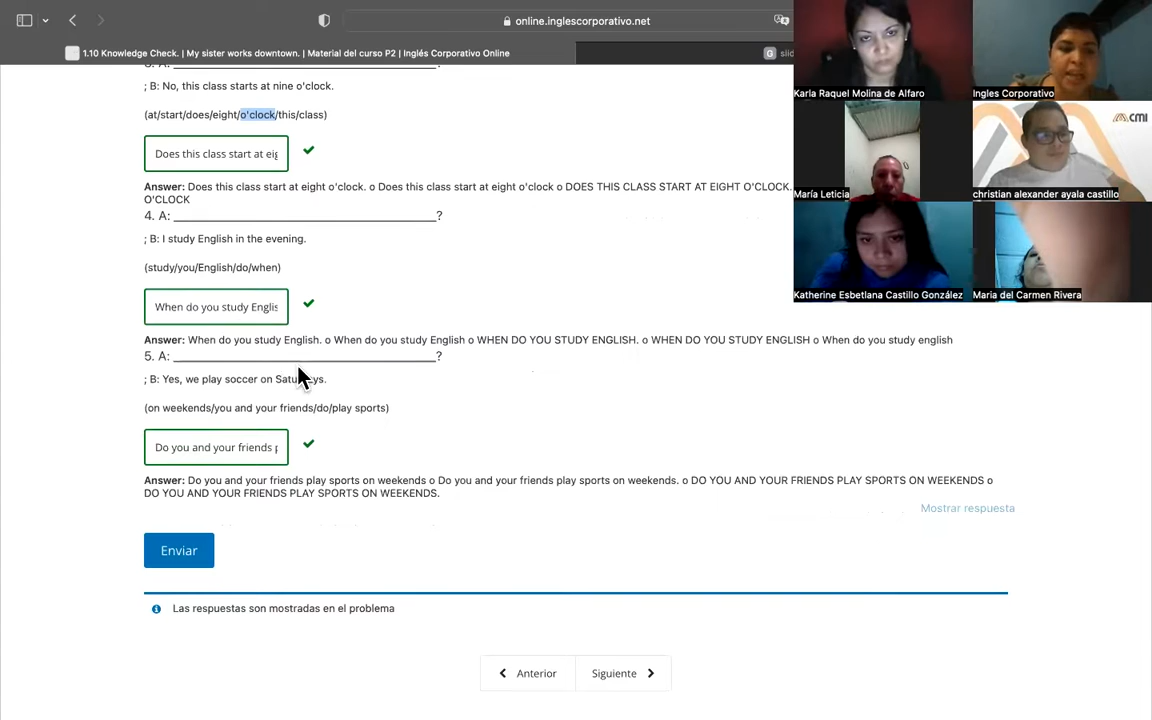 online.inglescorporativo.net
1.10 Knowledge Check. | My sister works downtown. | Material del curso P2 | Inglés Corporativo Online
G siid
; B: No, this class starts at nine o'clock.
(at/start/does/eight/o'clock/this/class)
Does this class start at eig
Answer: Does this class start at eight o'clock. o Does this class start at eight o'clock o DOES THIS CLASS START AT EIGHT O'CLOCK.
O'CLOCK
4. A: ________________________________________?
; B: I study English in the evening.
(study/you/English/do/when)
When do you study Englis
Answer: When do you study English. o When do you study English o WHEN DO YOU STUDY ENGLISH. o WHEN DO YOU STUDY ENGLISH o When do you study english
5. A: ________________________________________?
; B: Yes, we play soccer on
(on weekends/you and your friends/do/play sports)
Do you and your friends p
Answer: Do you and your friends play sports on weekends o Do you and your friends play sports on weekends. o DO YOU AND YOUR FRIENDS PLAY SPORTS ON WEEKENDS o
DO YOU AND YOUR FRIENDS PLAY SPORTS ON WEEKENDS.
Mostrar respuesta
Enviar
Las respuestas son mostradas en el problema
Anterior
Siguiente
Karla Raquel Molina de Alfaro
Ingles Corporativo
CMI
María Leticia
christian alexander ayala castillo
Katherine Esbetlana Castillo González
Maria del Carmen Rivera